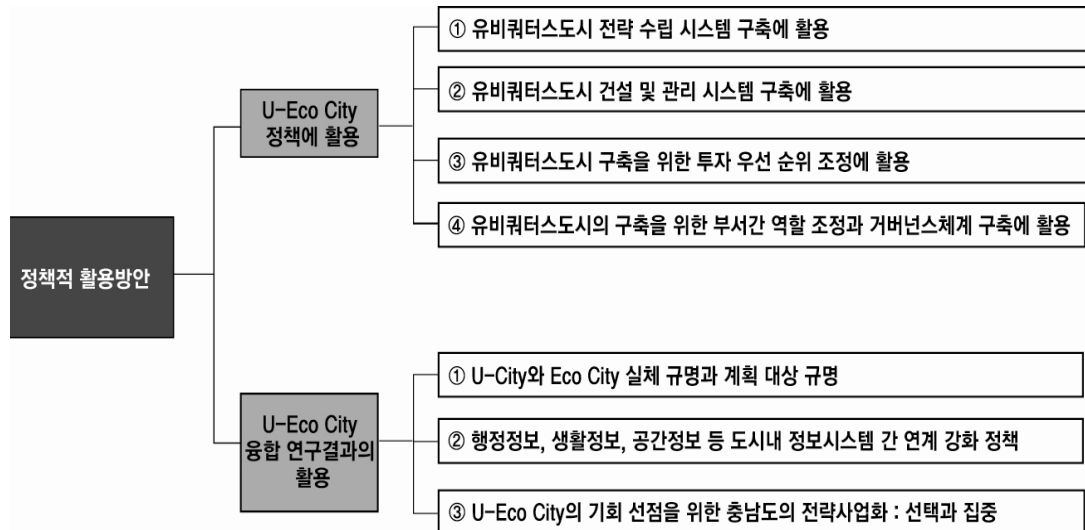 정책적 활용방안
U-Eco City
정책에 활용
① 유비쿼터스도시 전략 수립 시스템 구축에 활용
② 유비쿼터스도시 건설 및 관리 시스템 구축에 활용
③ 유비쿼터스도시 구축을 위한 투자 우선 순위 조정에 활용
④ 유비쿼터스도시의 구축을 위한 부서간 역할 조정과 거버넌스체계 구축에 활용
U-Eco City
융합 연구결과의
활용
① U-City와 Eco City 실체 규명과 계획 대상 규명
② 행정정보, 생활정보, 공간정보 등 도시내 정보시스템 간 연계 강화 정책
③ U-Eco City의 기회 선점을 위한 충남도의 전략사업화 : 선택과 집중